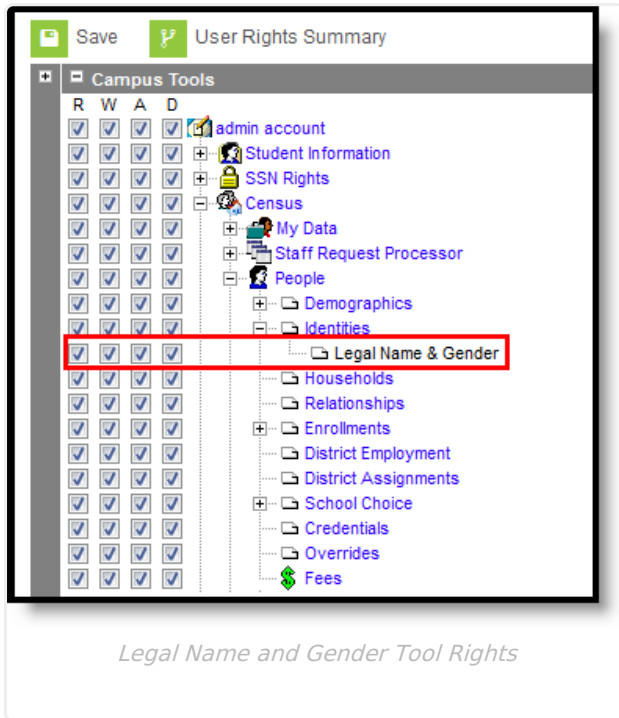 Save User Rights Summary
Campus Tools
R W A D
admin account
Student Information
SSN Rights
Census
My Data
Staff Request Processor
People
Demographics
Identities
Legal Name & Gender
Households
Relationships
Enrollments
District Employment
District Assignments
School Choice
Credentials
Overrides
Fees
Legal Name and Gender Tool Rights